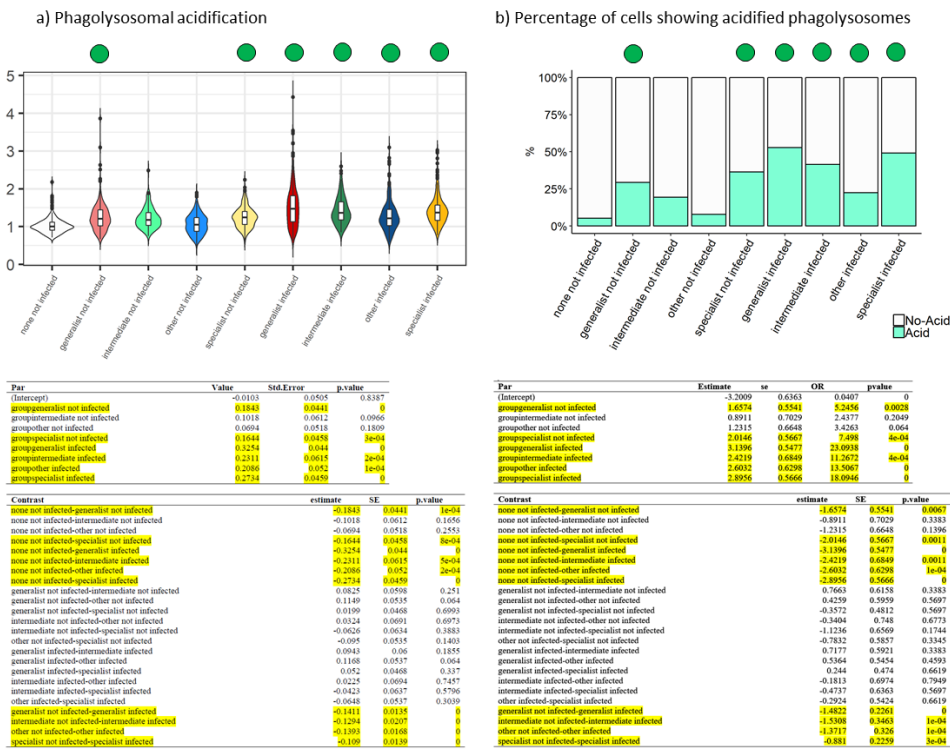 a) Phagolysosomal acidification
b) Percentage of cells showing acidified phagolysosomes
5
4
3
2
1
0
none not infected
generalist not infected
intermediate not infected
other not infected
specialist not infected
generalist infected
intermediate infected
other infected
specialist infected
100%
75%
50%
25%
0%
%
none not infected
generalist not infected
intermediate not infected
other not infected
specialist not infected
generalist infected
intermediate infected
other infected
specialist infected
No-Acid
Acid
Par Value Std.Error p.value
(Intercept) -0.0103 0.0505 0.8387
groupgeneralist not infected 0.1843 0.0441 0
groupintermediate not infected 0.1018 0.0612 0.0966
groupother not infected 0.0694 0.0518 0.1809
groupspecialist not infected 0.1644 0.0458 3e-04
groupgeneralist infected 0.3254 0.044 0
groupintermediate infected 0.2311 0.0615 2e-04
groupother infected 0.2086 0.052 1e-04
groupspecialist infected 0.2734 0.0459 0
Contrast estimate SE p.value
none not infected-generalist not infected -0.1843 0.0441 1e-04
none not infected-intermediate not infected -0.1018 0.0612 0.1656
none not infected-other not infected -0.0694 0.0518 0.2553
none not infected-specialist not infected -0.1644 0.0458 8e-04
none not infected-generalist infected -0.3254 0.044 0
none not infected-intermediate infected -0.2311 0.0615 5e-04
none not infected-other infected -0.2086 0.052 2e-04
none not infected-specialist infected -0.2734 0.0459 0
generalist not infected-intermediate not infected 0.0825 0.0598 0.251
generalist not infected-other not infected 0.1149 0.0535 0.064
generalist not infected-specialist not infected 0.0199 0.0468 0.6993
intermediate not infected-other not infected 0.0324 0.0691 0.6973
intermediate not infected-specialist not infected -0.0626 0.0634 0.3883
other not infected-specialist not infected -0.095 0.0535 0.1403
generalist infected-intermediate infected 0.0943 0.06 0.1855
generalist infected-other infected 0.1168 0.0537 0.064
generalist infected-specialist infected 0.052 0.0468 0.337
intermediate infected-other infected 0.0225 0.0694 0.7457
intermediate infected-specialist infected -0.0423 0.0637 0.5796
other infected-specialist infected -0.0648 0.0537 0.3039
generalist not infected-generalist infected -0.1411 0.0135 0
intermediate not infected-intermediate infected -0.1294 0.0207 0
other not infected-other infected -0.1393 0.0168 0
specialist not infected-specialist infected -0.109 0.0139 0
Par Estimate se OR pvalue
(Intercept) -3.2009 0.6363 0.0407 0
groupgeneralist not infected 1.6574 0.5541 5.2456 0.0028
groupintermediate not infected 0.8911 0.7029 2.4377 0.2049
groupother not infected 1.2315 0.6648 3.4263 0.064
groupspecialist not infected 2.0146 0.5667 7.498 4e-04
groupgeneralist infected 3.1396 0.5477 23.0938 0
groupintermediate infected 2.4219 0.6849 11.2672 4e-04
groupother infected 2.6032 0.6298 13.5067 0
groupspecialist infected 2.8956 0.5666 18.0946 0
Contrast estimate SE p.value
none not infected-generalist not infected -1.6574 0.5541 0.0067
none not infected-intermediate not infected -0.8911 0.7029 0.3383
none not infected-other not infected -1.2315 0.6648 0.1396
none not infected-specialist not infected -2.0146 0.5667 0.0011
none not infected-generalist infected -3.1396 0.5477 0
none not infected-intermediate infected -2.4219 0.6849 0.0011
none not infected-other infected -2.6032 0.6298 1e-04
none not infected-specialist infected -2.8956 0.5666 0
generalist not infected-intermediate not infected 0.7663 0.6158 0.3383
generalist not infected-other not infected 0.4259 0.5959 0.5697
generalist not infected-specialist not infected -0.3572 0.4812 0.5697
intermediate not infected-other not infected -0.3404 0.748 0.6773
intermediate not infected-specialist not infected -1.1236 0.6569 0.1744
other not infected-specialist not infected -0.7832 0.5857 0.3345
generalist infected-intermediate infected 0.7177 0.5921 0.3383
generalist infected-other infected 0.5364 0.5454 0.4593
generalist infected-specialist infected 0.244 0.474 0.6619
intermediate infected-other infected -0.1813 0.6974 0.7949
intermediate infected-specialist infected -0.4737 0.6363 0.5697
other infected-specialist infected -0.2924 0.5424 0.6619
generalist not infected-generalist infected -1.4822 0.2261 0
intermediate not infected-intermediate infected -1.5308 0.3463 1e-04
other not infected-other infected -1.3717 0.326 1e-04
specialist not infected-specialist infected -0.881 0.2259 3e-04